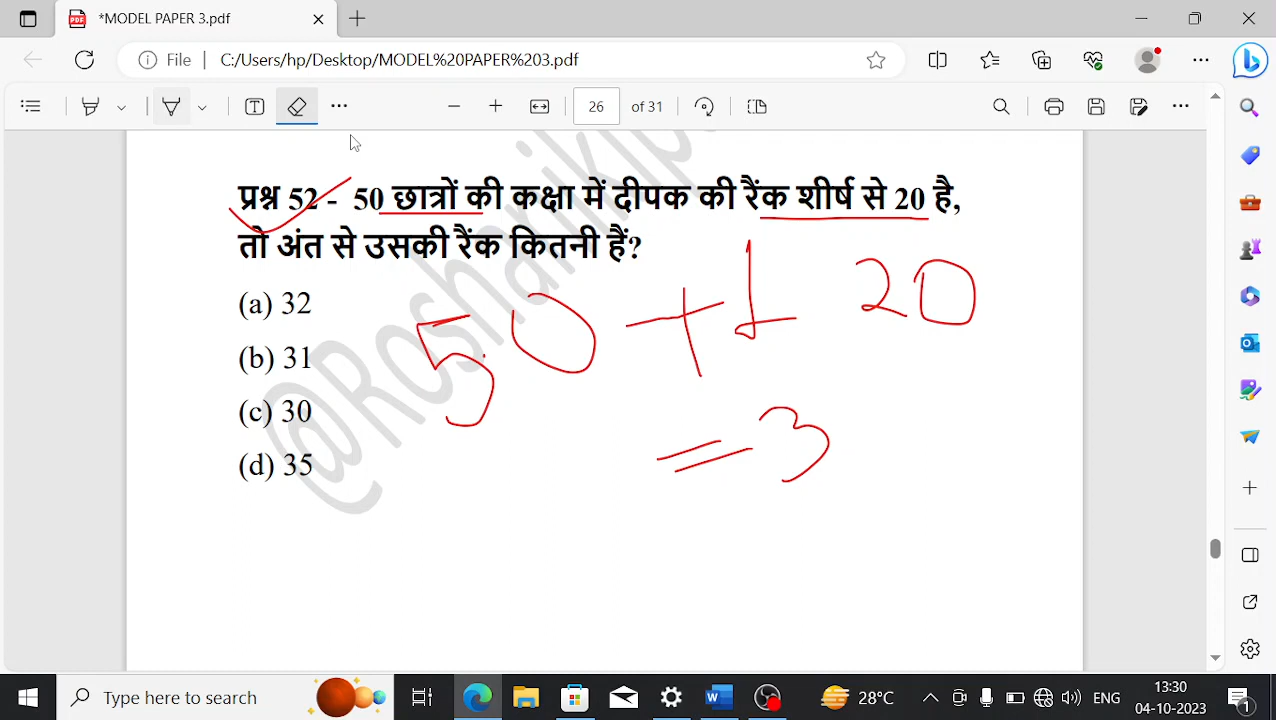 *MODEL PAPER 3.pdf
File | C:/Users/hp/Desktop/MODEL%20PAPER%203.pdf
26 of 31
प्रश्न 52 - 50 छात्रों की कक्षा में दीपक की रैंक शीर्ष से 20 है,
तो अंत से उसकी रैंक कितनी हैं?
(a) 32
(b) 31
(c) 30
(d) 35
50 + 1 20
= 3
Type here to search
28°C
ENG
13:30
04-10-2023